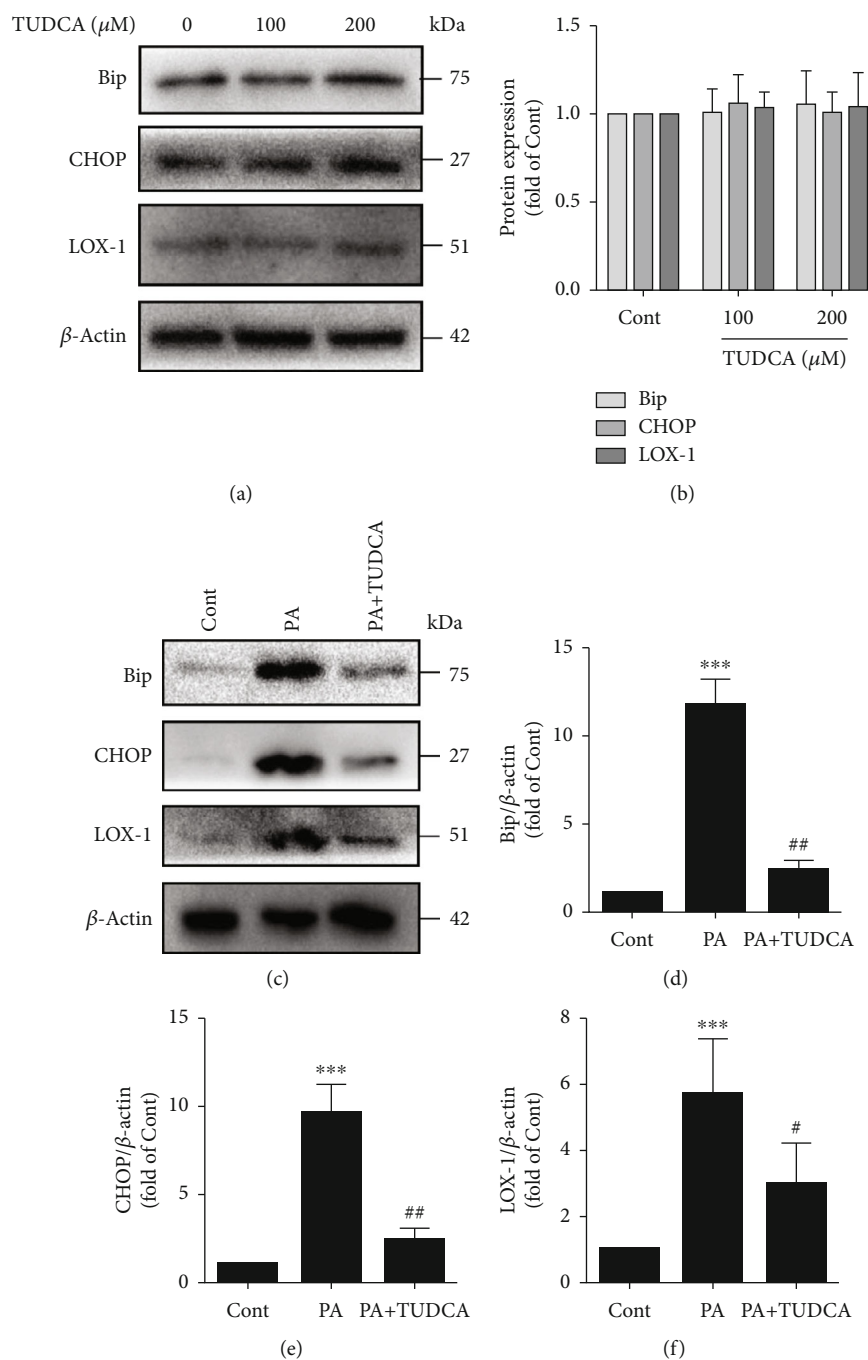 TUDCA (μM) 0 100 200 kDa
Bip 75
CHOP 27
LOX-1 51
β-Actin 42
(a)
Protein expression
(fold of Cont)
2.0
1.5
1.0
0.5
0.0
Cont 100 200
TUDCA (μM)
Bip
CHOP
LOX-1
(b)
Cont PA PA+TUDCA kDa
Bip 75
CHOP 27
LOX-1 51
β-Actin 42
(c)
Bip/β-actin
(fold of Cont)
15
10
5
0
***
##
Cont PA PA+TUDCA
(d)
CHOP/β-actin
(fold of Cont)
15
10
5
0
***
##
Cont PA PA+TUDCA
(e)
LOX-1/β-actin
(fold of Cont)
8
6
4
2
0
***
#
Cont PA PA+TUDCA
(f)